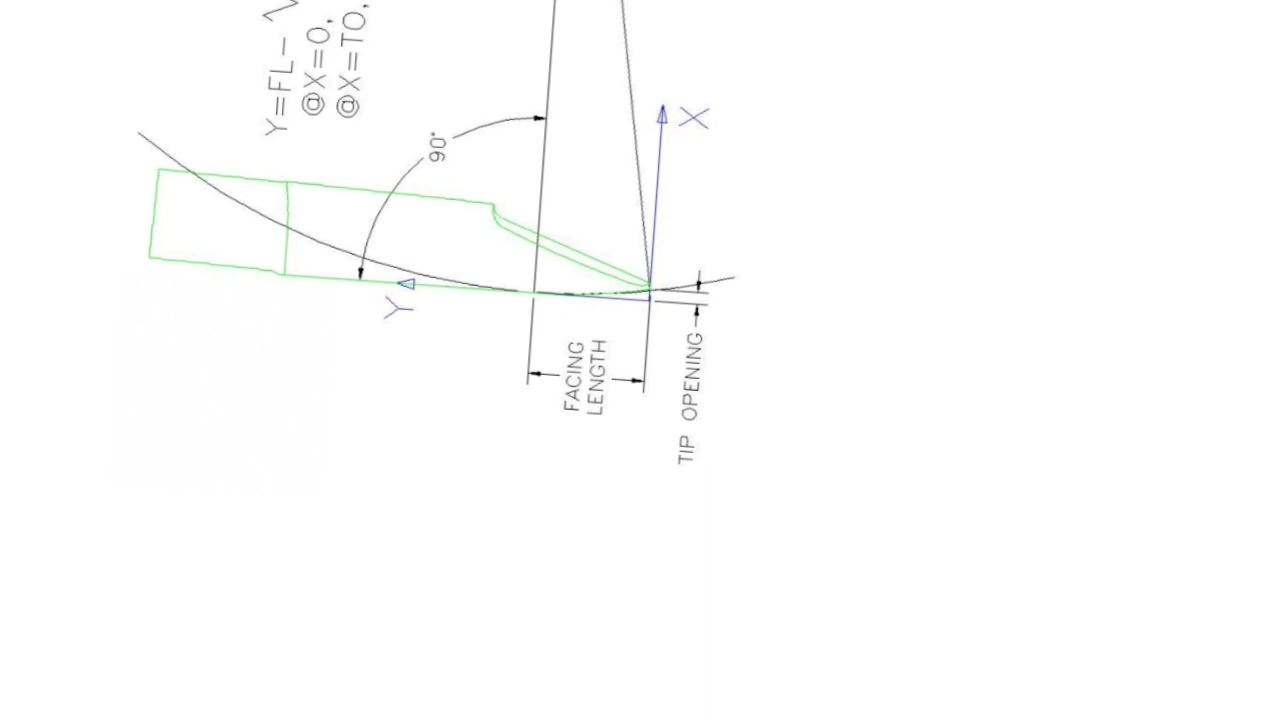 Y=FL-
@X=0,
@X=TO,
90°
X
Y
FACING
LENGTH
TIP OPENING